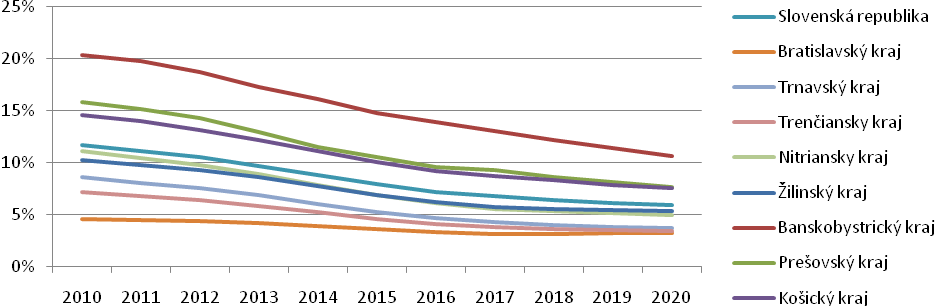 25%
20%
15%
10%
5%
0%
2010 2011 2012 2013 2014 2015 2016 2017 2018 2019 2020
Slovenská republika
Bratislavský kraj
Trnavský kraj
Trenčiansky kraj
Nitriansky kraj
Žilinský kraj
Banskobystrický kraj
Prešovský kraj
Košický kraj